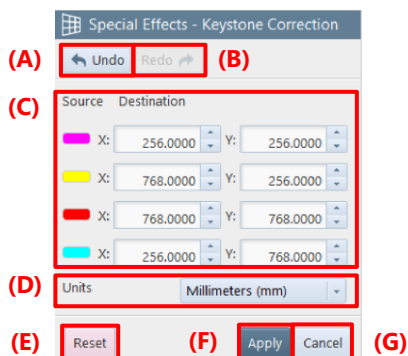 Special Effects - Keystone Correction
(A) Undo Redo (B)
(C) Source Destination
X: 256.0000 Y: 256.0000
X: 768.0000 Y: 256.0000
X: 768.0000 Y: 768.0000
X: 256.0000 Y: 768.0000
(D) Units Millimeters (mm)
(E) Reset (F) Apply Cancel (G)